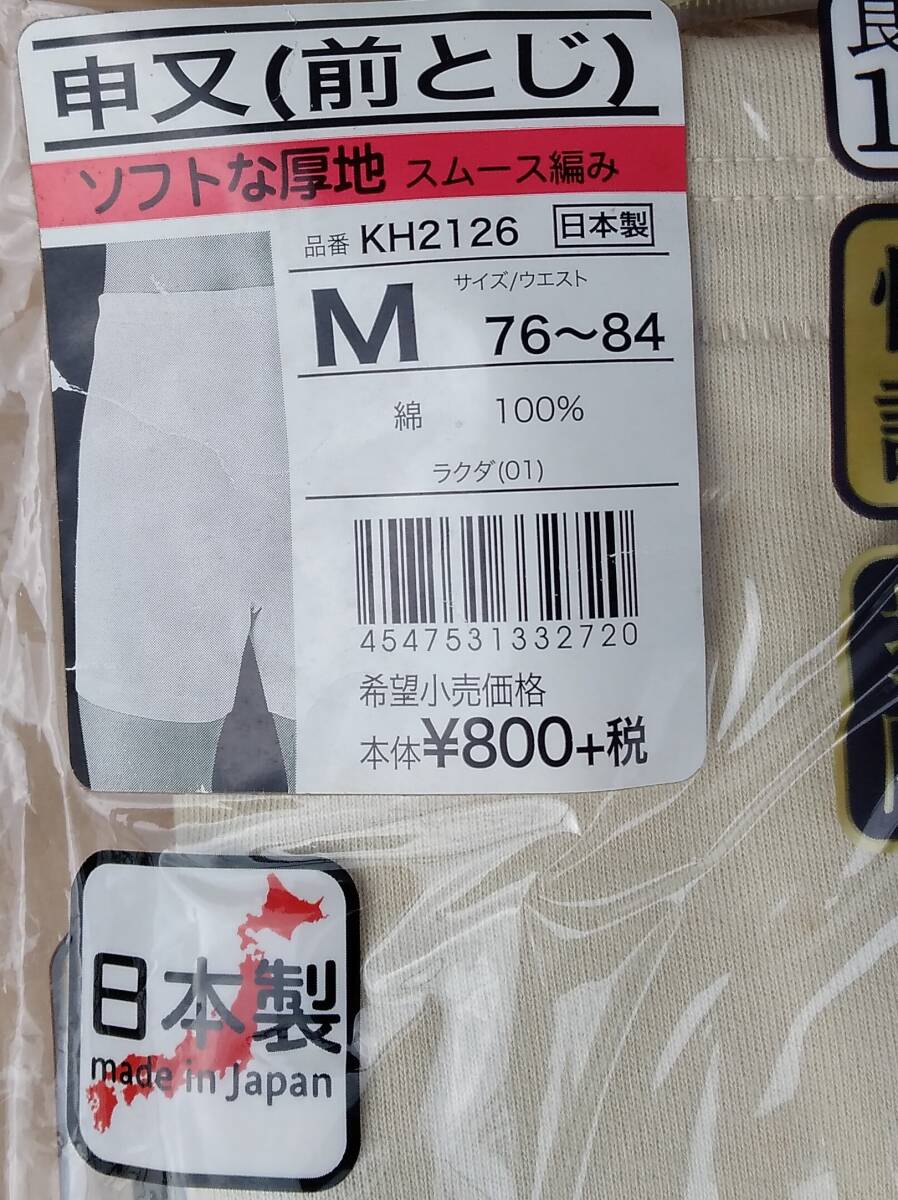 申又(前とじ)
ソフトな厚地 スムース編み
品番 KH2126 日本製
サイズ/ウエスト
M 76～84
綿 100%
ラクダ(01)
4547531332720
希望小売価格
本体¥800+税
日本製
made in Japan